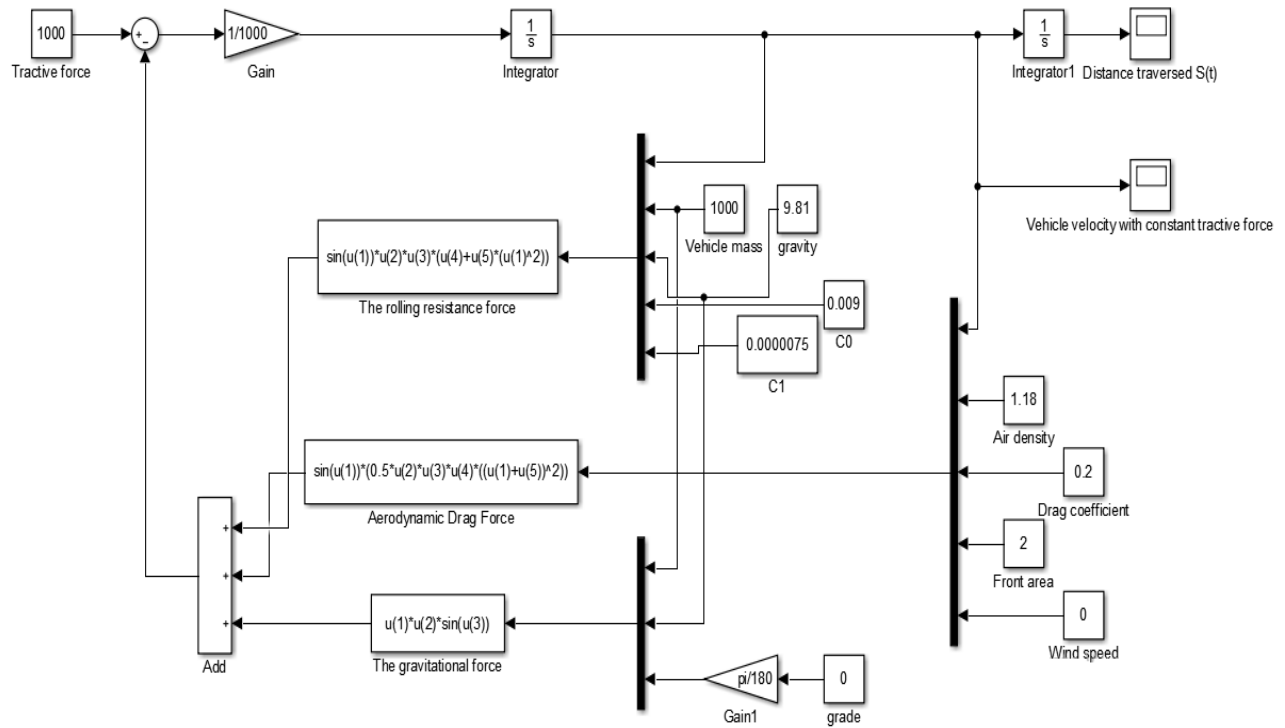 1000
Tractive force
+
−
1/1000
Gain
1
s
Integrator
1
s
Integrator1
Distance traversed S(t)
Vehicle velocity with constant tractive force
1000
Vehicle mass
9.81
gravity
sin(u(1))*u(2)*u(3)*(u(4)+u(5)*(u(1)^2))
The rolling resistance force
0.009
C0
0.0000075
C1
1.18
Air density
sin(u(1))*(0.5*u(2)*u(3)*u(4)*((u(1)+u(5))^2))
Aerodynamic Drag Force
0.2
Drag coefficient
2
Front area
+
+
+
Add
u(1)*u(2)*sin(u(3))
The gravitational force
0
Wind speed
pi/180
Gain1
0
grade